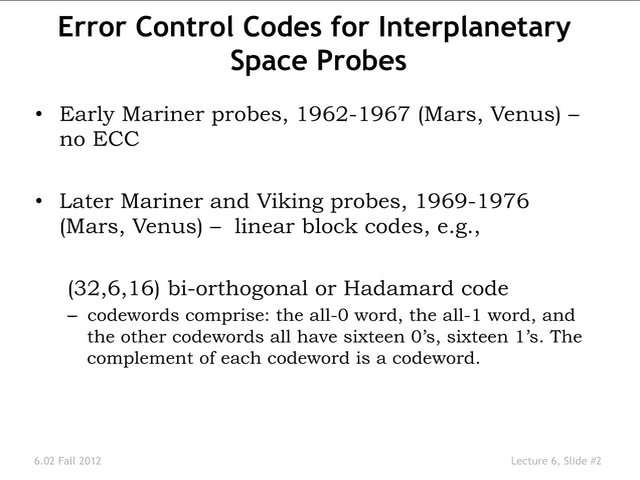 Error Control Codes for Interplanetary
Space Probes
• Early Mariner probes, 1962-1967 (Mars, Venus) –
no ECC
• Later Mariner and Viking probes, 1969-1976
(Mars, Venus) – linear block codes, e.g.,
(32,6,16) bi-orthogonal or Hadamard code
– codewords comprise: the all-0 word, the all-1 word, and
the other codewords all have sixteen 0’s, sixteen 1’s. The
complement of each codeword is a codeword.
6.02 Fall 2012
Lecture 6, Slide #2